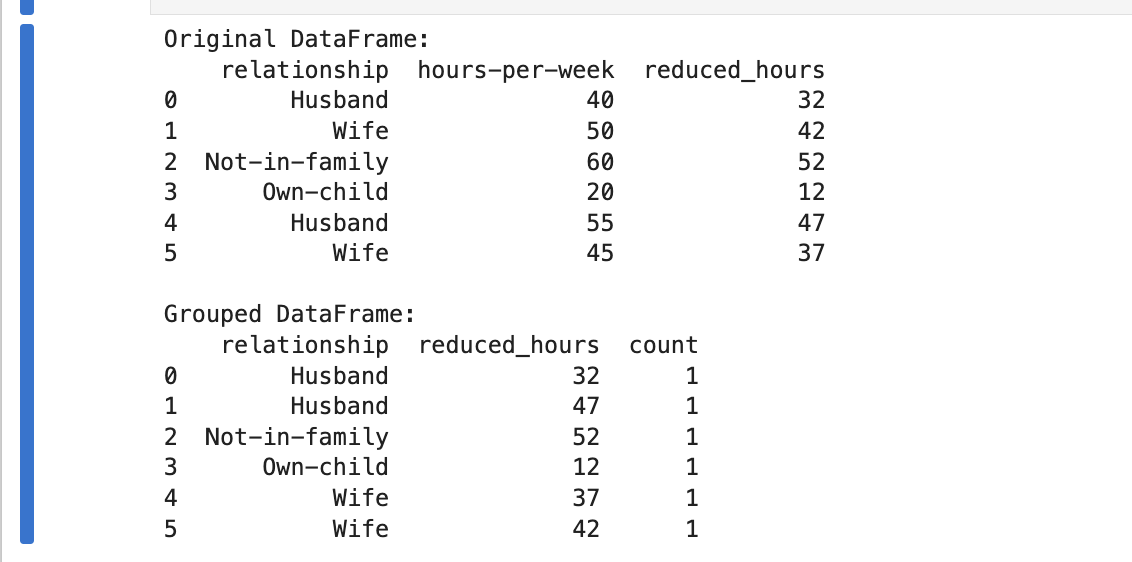 Original DataFrame:
relationship hours-per-week reduced_hours
0 Husband 40 32
1 Wife 50 42
2 Not-in-family 60 52
3 Own-child 20 12
4 Husband 55 47
5 Wife 45 37
Grouped DataFrame:
relationship reduced_hours count
0 Husband 32 1
1 Husband 47 1
2 Not-in-family 52 1
3 Own-child 12 1
4 Wife 37 1
5 Wife 42 1